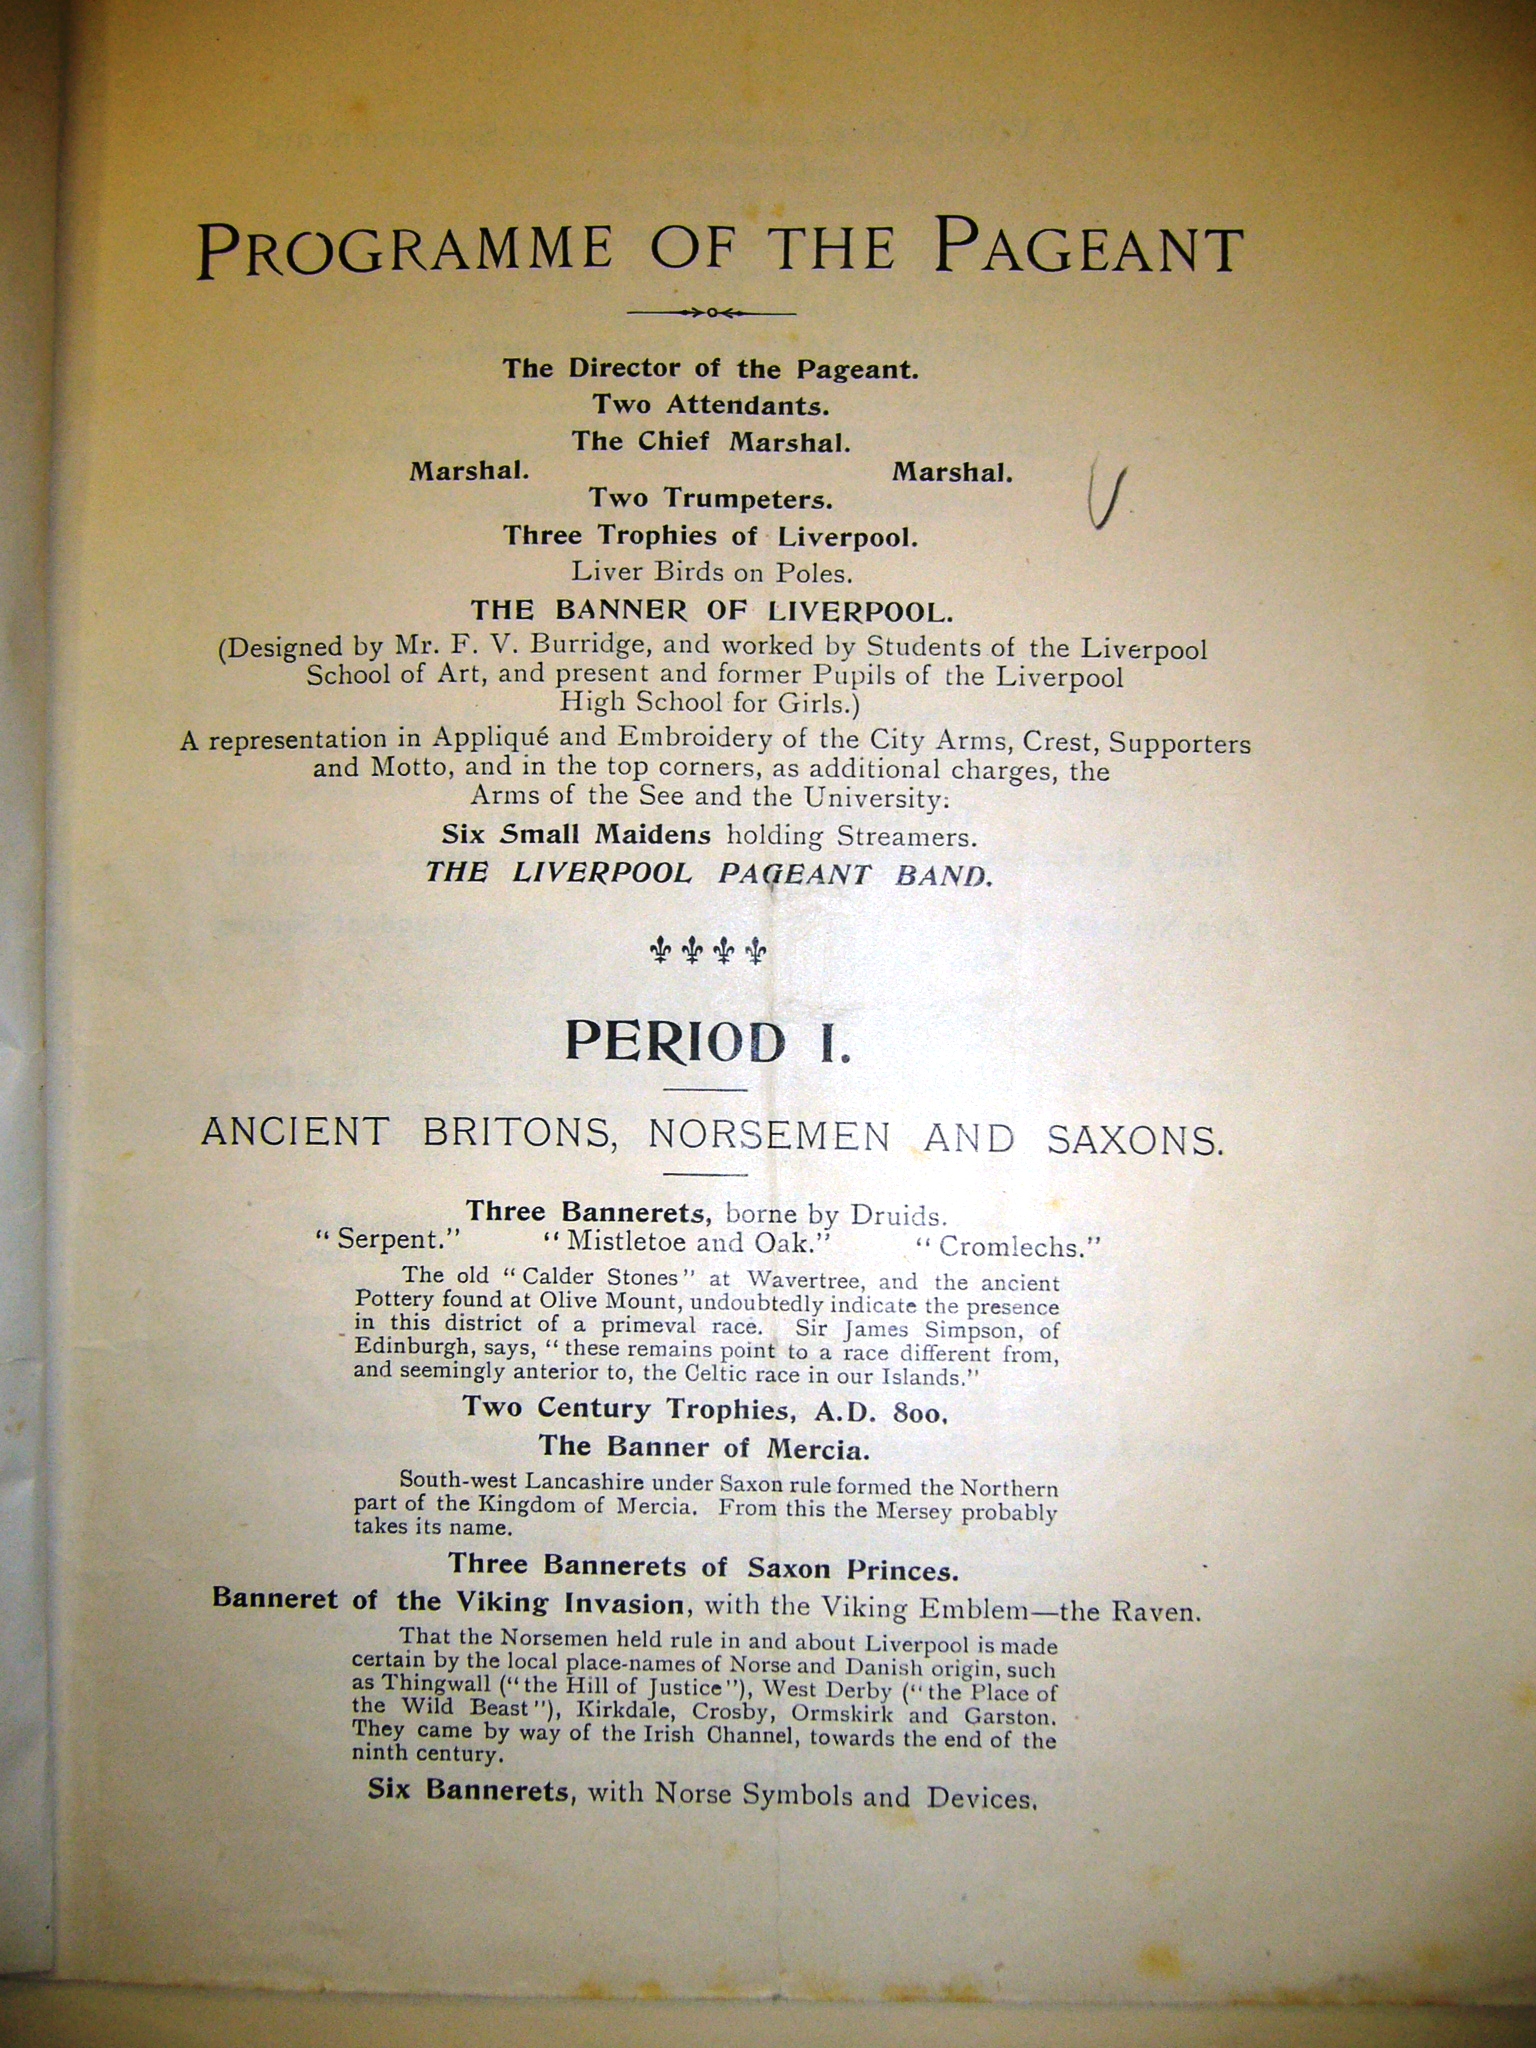 PROGRAMME OF THE PAGEANT
The Director of the Pageant.
Two Attendants.
The Chief Marshal.
Marshal. Marshal.
Two Trumpeters.
Three Trophies of Liverpool.
Liver Birds on Poles.
THE BANNER OF LIVERPOOL.
(Designed by Mr. F. V. Burridge, and worked by Students of the Liverpool
School of Art, and present and former Pupils of the Liverpool
High School for Girls.)
A representation in Appliqué and Embroidery of the City Arms, Crest, Supporters
and Motto, and in the top corners, as additional charges, the
Arms of the See and the University:
Six Small Maidens holding Streamers.
THE LIVERPOOL PAGEANT BAND.
PERIOD I.
ANCIENT BRITONS, NORSEMEN AND SAXONS.
Three Bannerets, borne by Druids.
"Serpent." "Mistletoe and Oak." "Cromlechs."
The old "Calder Stones" at Wavertree, and the ancient
Pottery found at Olive Mount, undoubtedly indicate the presence
in this district of a primeval race. Sir James Simpson, of
Edinburgh, says, "these remains point to a race different from,
and seemingly anterior to, the Celtic race in our Islands."
Two Century Trophies, A.D. 800.
The Banner of Mercia.
South-west Lancashire under Saxon rule formed the Northern
part of the Kingdom of Mercia. From this the Mersey probably
takes its name.
Three Bannerets of Saxon Princes.
Banneret of the Viking Invasion, with the Viking Emblem—the Raven.
That the Norsemen held rule in and about Liverpool is made
certain by the local place-names of Norse and Danish origin, such
as Thingwall ("the Hill of Justice"), West Derby ("the Place of
the Wild Beast"), Kirkdale, Crosby, Ormskirk and Garston.
They came by way of the Irish Channel, towards the end of the
ninth century.
Six Bannerets, with Norse Symbols and Devices.